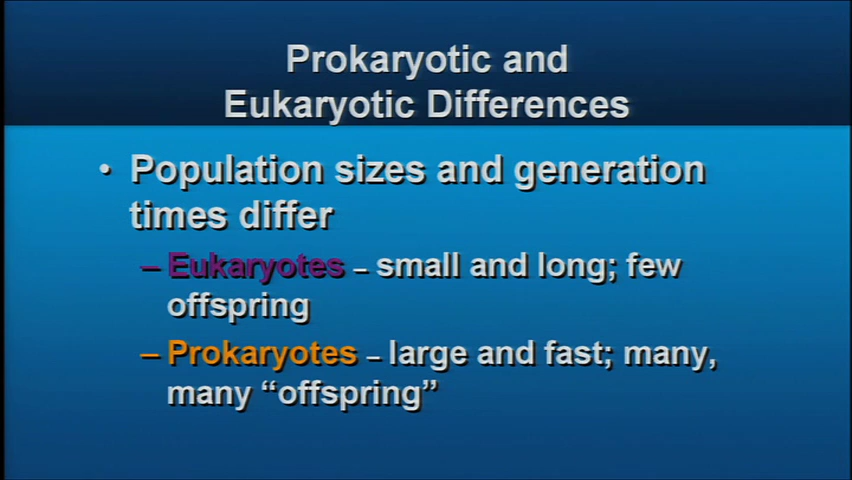 Prokaryotic and
Eukaryotic Differences
• Population sizes and generation
times differ
– Eukaryotes – small and long; few
offspring
– Prokaryotes – large and fast; many,
many “offspring”